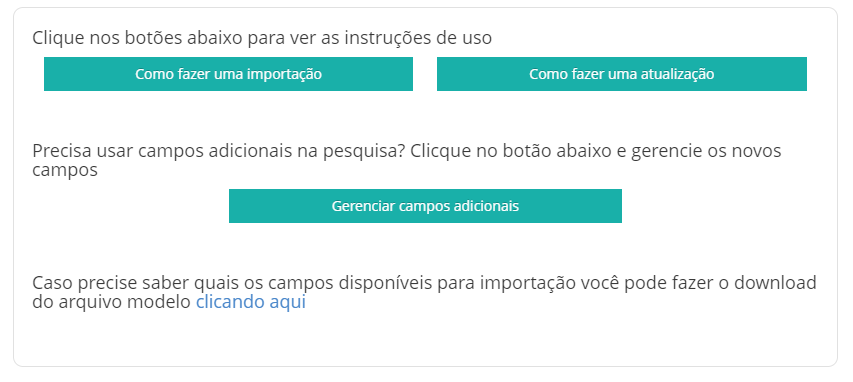 Clique nos botões abaixo para ver as instruções de uso
Como fazer uma importação
Como fazer uma atualização
Precisa usar campos adicionais na pesquisa? Clicque no botão abaixo e gerencie os novos
campos
Gerenciar campos adicionais
Caso precise saber quais os campos disponíveis para importação você pode fazer o download
do arquivo modelo clicando aqui